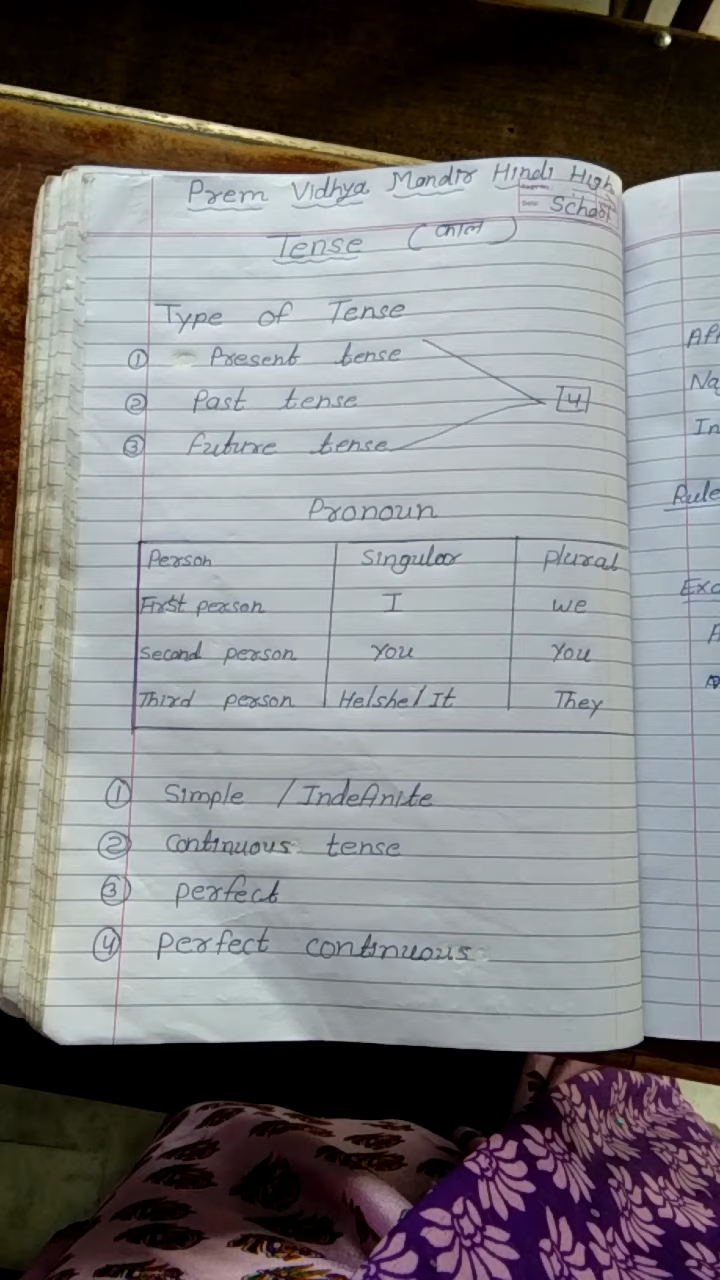 Prem Vidhya Mandir Hindi High
School
Tense (काल)
Type of Tense
① Present tense
② Past tense
③ future tense
4
Pronoun
Person Singular Plural
First person I we
Second person You You
Third person He/she/It They
① Simple / Indefinite
② continuous tense
③ perfect
④ perfect continuous
Rule